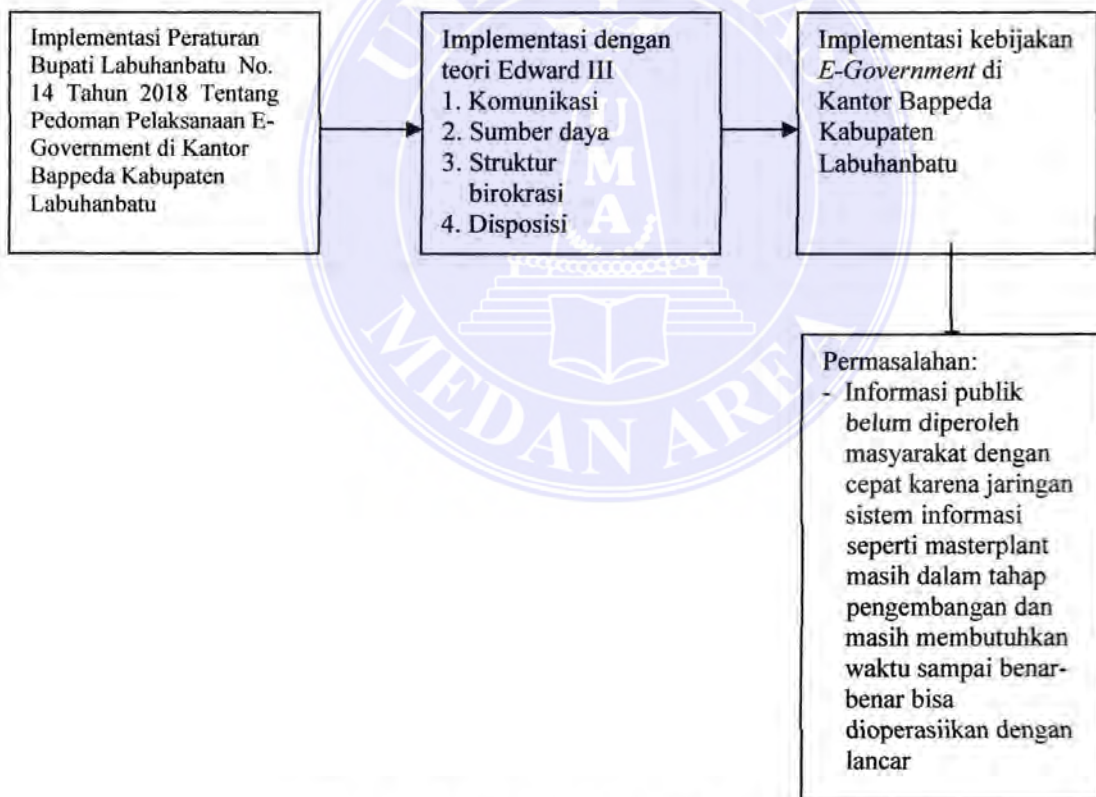 Implementasi Peraturan
Bupati Labuhanbatu No.
14 Tahun 2018 Tentang
Pedoman Pelaksanaan E-
Government di Kantor
Bappeda Kabupaten
Labuhanbatu
Implementasi dengan
teori Edward III
1. Komunikasi
2. Sumber daya
3. Struktur
birokrasi
4. Disposisi
Implementasi kebijakan
E-Government di
Kantor Bappeda
Kabupaten
Labuhanbatu
Permasalahan:
- Informasi publik
belum diperoleh
masyarakat dengan
cepat karena jaringan
sistem informasi
seperti masterplant
masih dalam tahap
pengembangan dan
masih membutuhkan
waktu sampai benar-
benar bisa
dioperasiikan dengan
lancar
UMA
MEDAN AREA